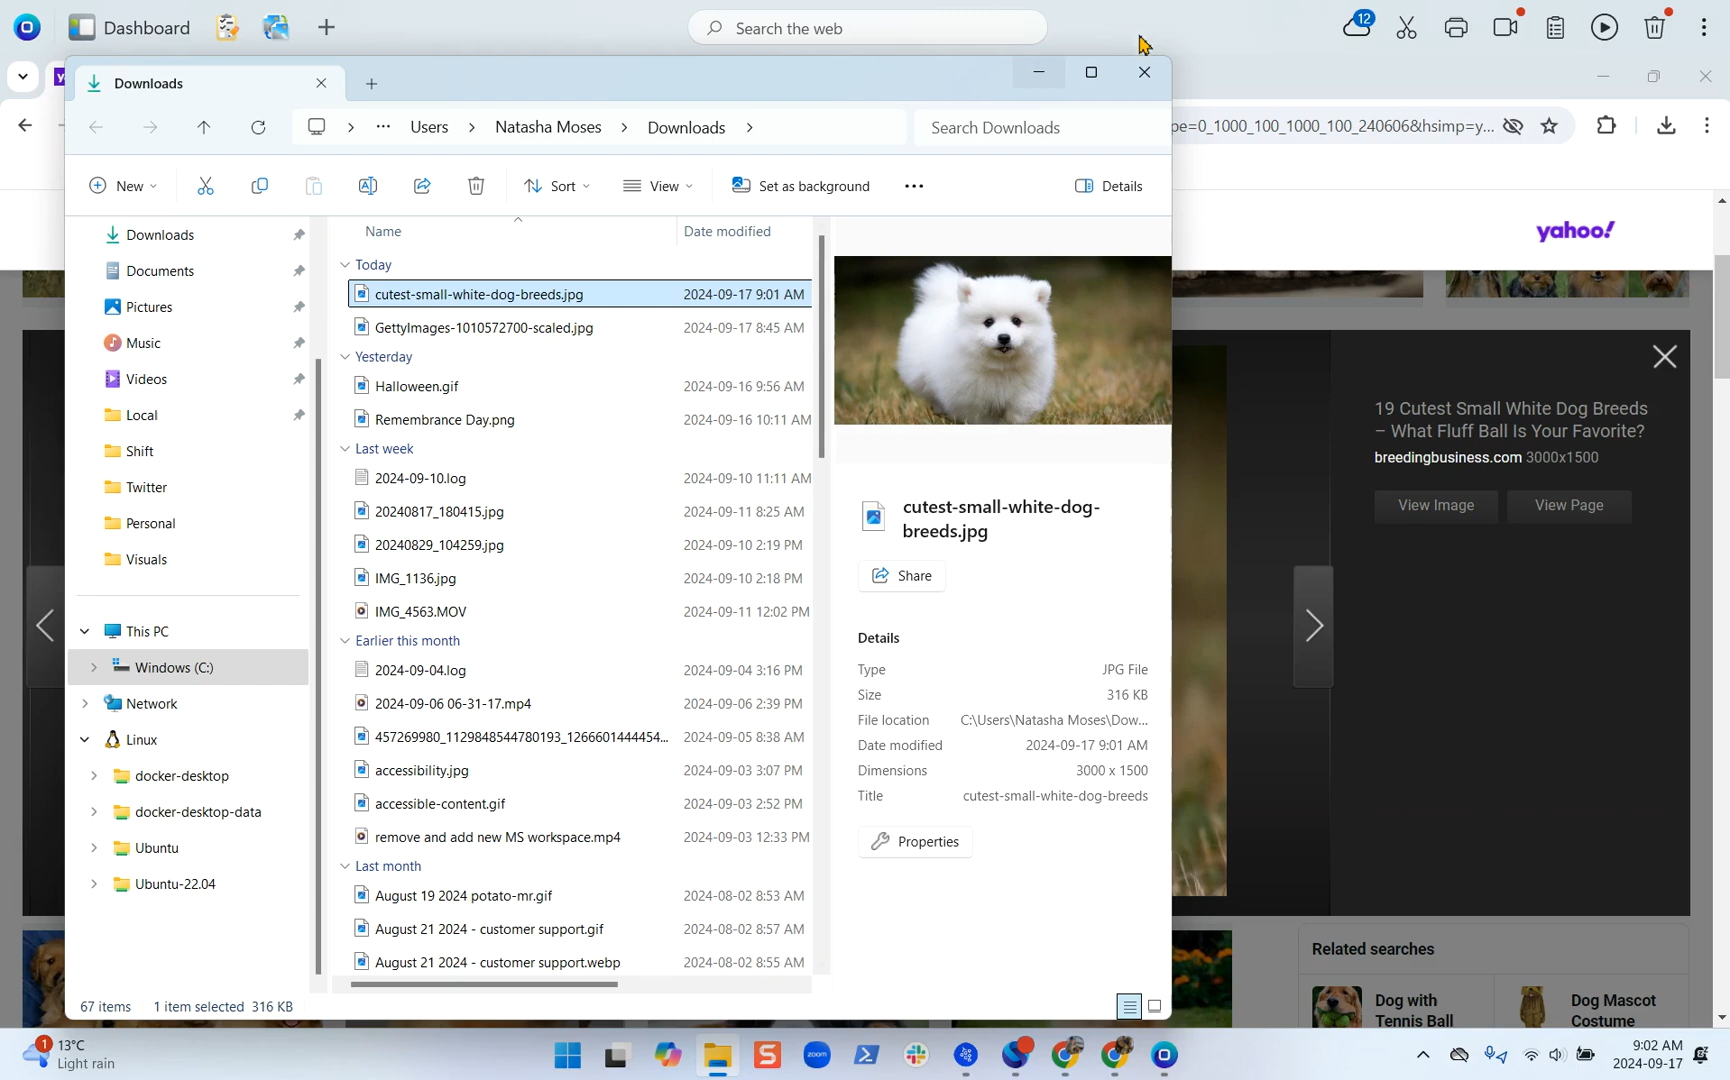 Dashboard
Search the web
12
Downloads
Users
Natasha Moses
Downloads
Search Downloads
pe=0_1000_100_1000_100_240606&hsimp=y...
New
Sort
View
Set as background
Details
yahoo!
Downloads
Documents
Pictures
Music
Videos
Local
Shift
Twitter
Personal
Visuals
This PC
Windows (C:)
Network
Linux
docker-desktop
docker-desktop-data
Ubuntu
Ubuntu-22.04
Name Date modified
Today
cutest-small-white-dog-breeds.jpg 2024-09-17 9:01 AM
GettyImages-1010572700-scaled.jpg 2024-09-17 8:45 AM
Yesterday
Halloween.gif 2024-09-16 9:56 AM
Remembrance Day.png 2024-09-16 10:11 AM
Last week
2024-09-10.log 2024-09-10 11:11 AM
20240817_180415.jpg 2024-09-11 8:25 AM
20240829_104259.jpg 2024-09-10 2:19 PM
IMG_1136.jpg 2024-09-10 2:18 PM
IMG_4563.MOV 2024-09-11 12:02 PM
Earlier this month
2024-09-04.log 2024-09-04 3:16 PM
2024-09-06 06-31-17.mp4 2024-09-06 2:39 PM
457269980_1129848544780193_1266601444454... 2024-09-05 8:38 AM
accessibility.jpg 2024-09-03 3:07 PM
accessible-content.gif 2024-09-03 2:52 PM
remove and add new MS workspace.mp4 2024-09-03 12:33 PM
Last month
August 19 2024 potato-mr.gif 2024-08-02 8:53 AM
August 21 2024 - customer support.gif 2024-08-02 8:57 AM
August 21 2024 - customer support.webp 2024-08-02 8:55 AM
cutest-small-white-dog-
breeds.jpg
Share
Details
Type JPG File
Size 316 KB
File location C:\Users\Natasha Moses\Dow...
Date modified 2024-09-17 9:01 AM
Dimensions 3000 x 1500
Title cutest-small-white-dog-breeds
Properties
19 Cutest Small White Dog Breeds
– What Fluff Ball Is Your Favorite?
breedingbusiness.com 3000x1500
View Image View Page
Related searches
Dog with
Tennis Ball
Dog Mascot
Costume
67 items 1 item selected 316 KB
1
13°C
Light rain
zoom
9:02 AM
2024-09-17